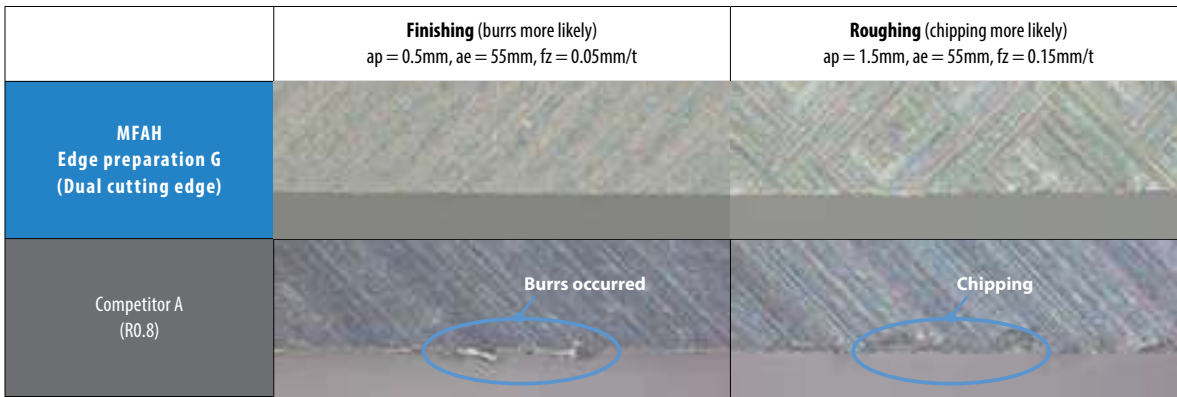 Finishing (burrs more likely)
ap = 0.5mm, ae = 55mm, fz = 0.05mm/t
Roughing (chipping more likely)
ap = 1.5mm, ae = 55mm, fz = 0.15mm/t
MFAH
Edge preparation G
(Dual cutting edge)
Competitor A
(R0.8)
Burrs occurred
Chipping